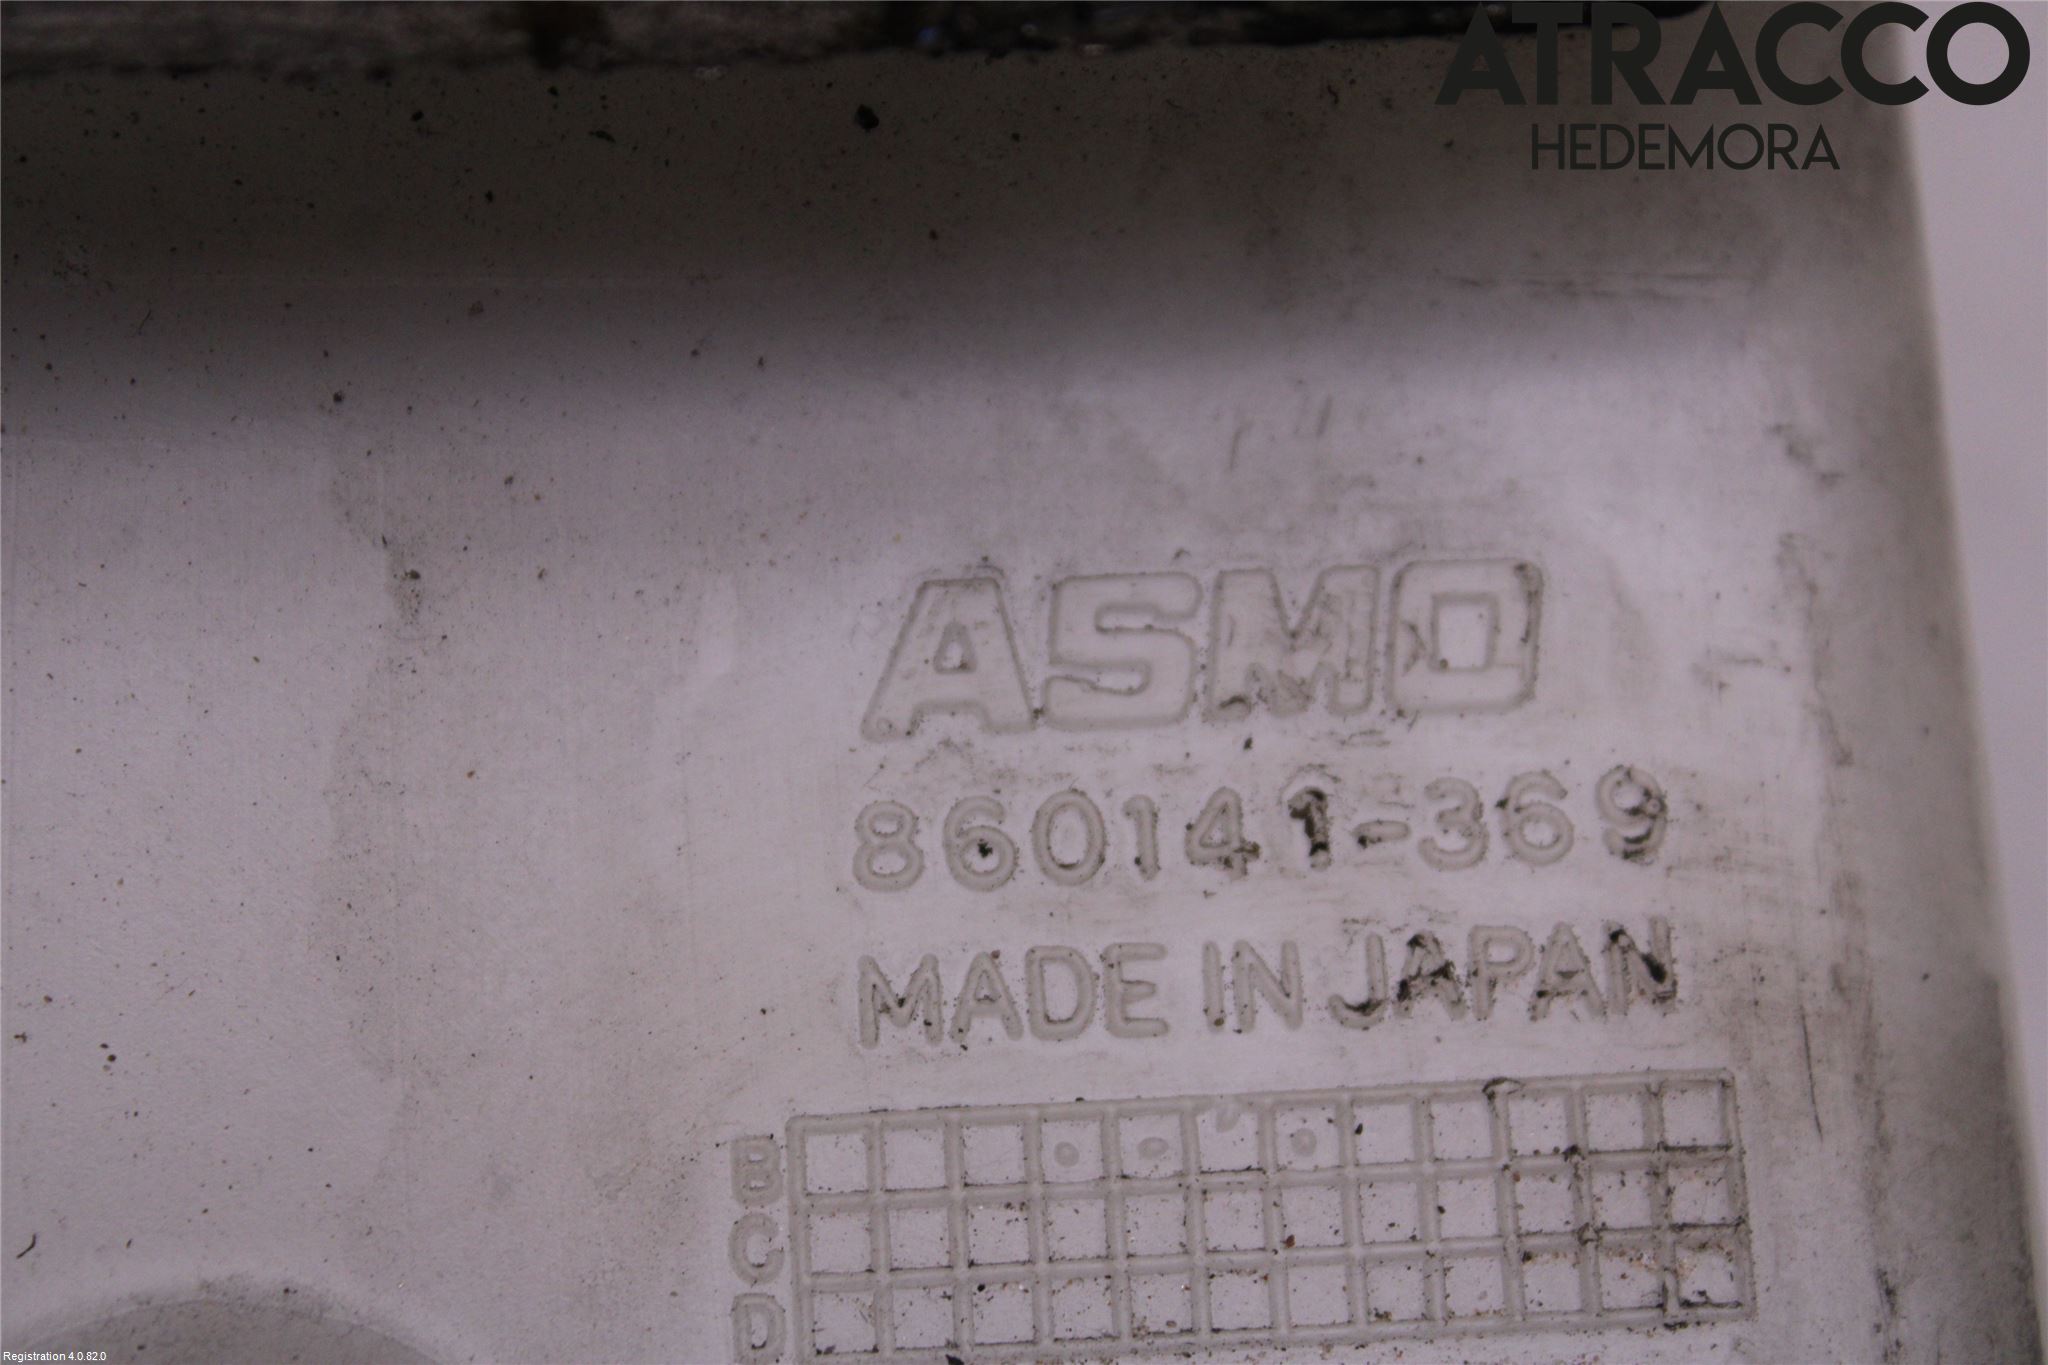 ATRACCO
HEDEMORA
ASMO
860141-369
MADE IN JAPAN
B
C
D
Registration 4.0.82.0